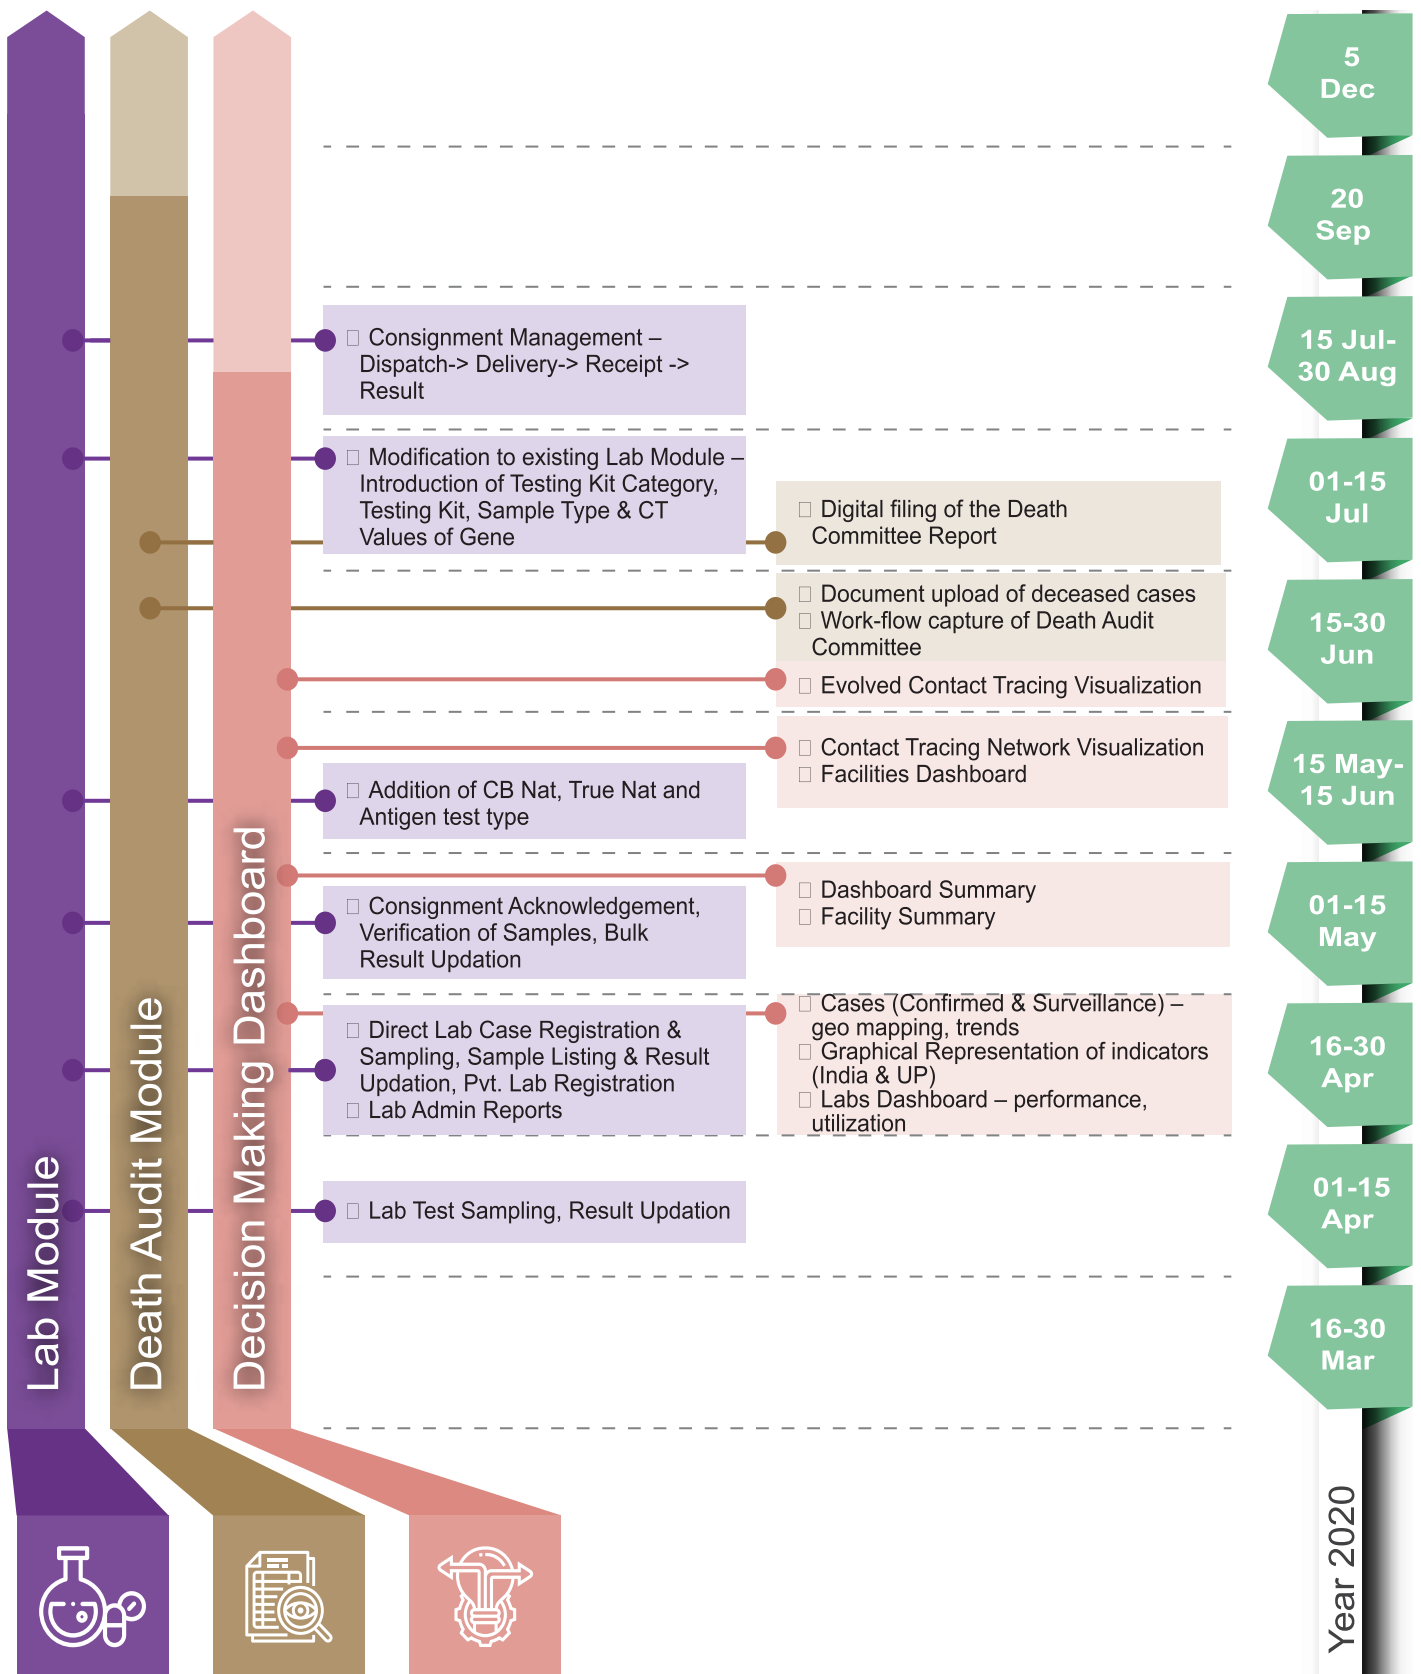 5
Dec
20
Sep
15 Jul-
30 Aug
Consignment Management –
Dispatch-> Delivery-> Receipt ->
Result
01-15
Jul
Modification to existing Lab Module –
Introduction of Testing Kit Category,
Testing Kit, Sample Type & CT
Values of Gene
Digital filing of the Death
Committee Report
15-30
Jun
Document upload of deceased cases
Work-flow capture of Death Audit
Committee
Evolved Contact Tracing Visualization
15 May-
15 Jun
Contact Tracing Network Visualization
Facilities Dashboard
Addition of CB Nat, True Nat and
Antigen test type
01-15
May
Dashboard Summary
Facility Summary
Consignment Acknowledgement,
Verification of Samples, Bulk
Result Updation
16-30
Apr
Direct Lab Case Registration &
Sampling, Sample Listing & Result
Updation, Pvt. Lab Registration
Lab Admin Reports
Cases (Confirmed & Surveillance) –
geo mapping, trends
Graphical Representation of indicators
(India & UP)
Labs Dashboard – performance,
utilization
01-15
Apr
Lab Test Sampling, Result Updation
16-30
Mar
Lab Module
Death Audit Module
Decision Making Dashboard
Year 2020